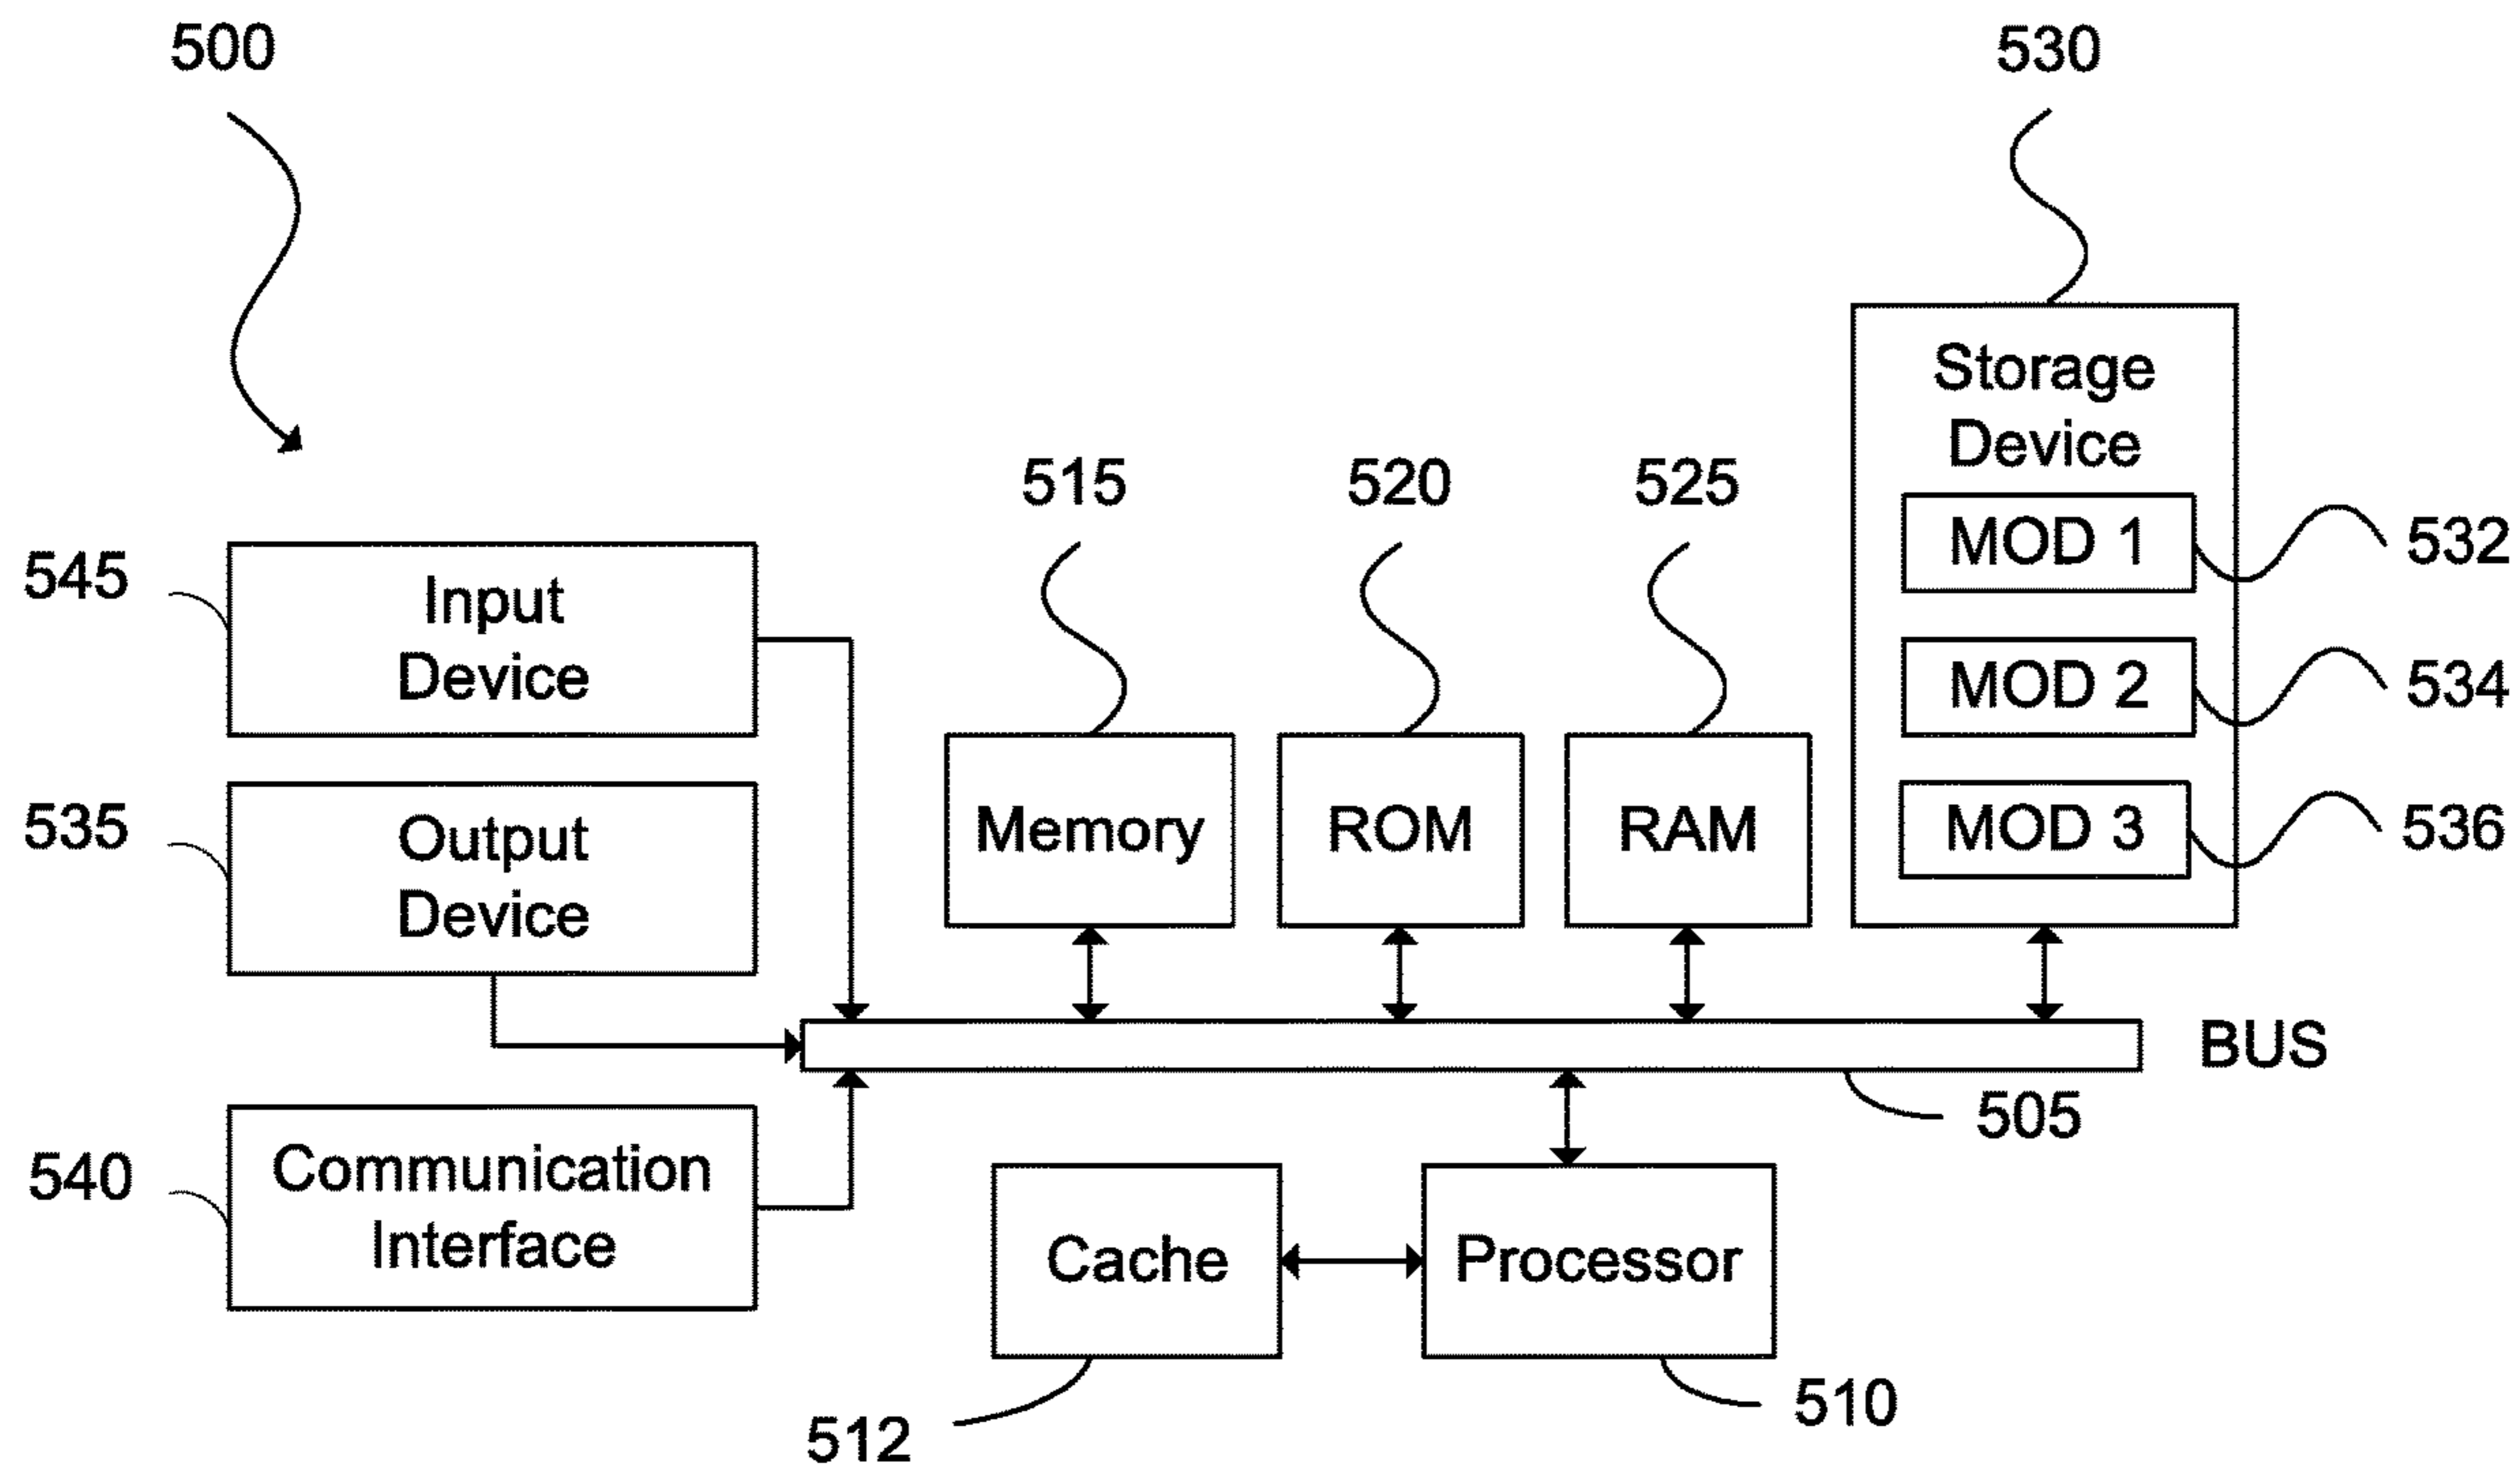 500
530
Storage
Device
515
520
525
MOD 1
532
545
Input
Device
MOD 2
534
535
Output
Device
Memory
ROM
RAM
MOD 3
536
BUS
505
540
Communication
Interface
Cache
Processor
512
510